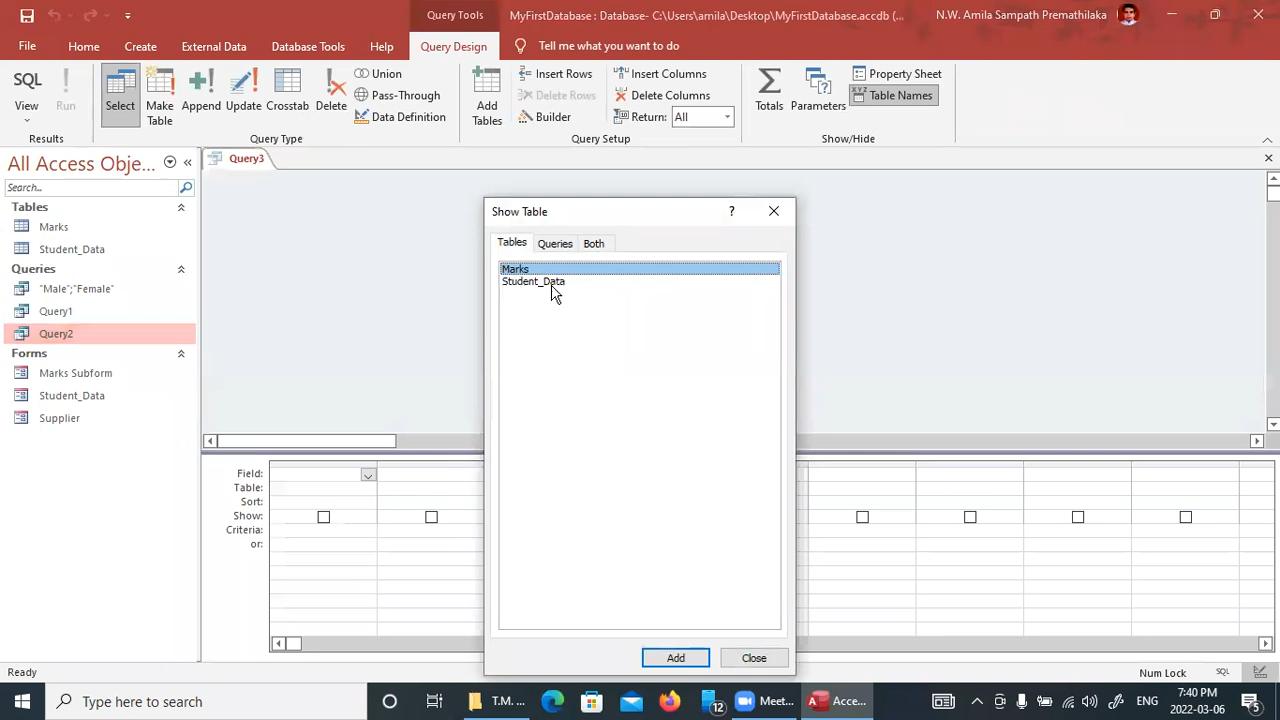 Query Tools
MyFirstDatabase : Database- C:\Users\amila\Desktop\MyFirstDatabase.accdb (...
N.W. Amila Sampath Premathilaka
File
Home
Create
External Data
Database Tools
Help
Query Design
Tell me what you want to do
SQL
View
Run
Results
Select
Make Table
Append
Update
Crosstab
Delete
Union
Pass-Through
Data Definition
Query Type
Add Tables
Insert Rows
Delete Rows
Builder
Insert Columns
Delete Columns
Return: All
Query Setup
Totals
Parameters
Property Sheet
XYZ Table Names
Show/Hide
All Access Obje...
Search...
Tables
Marks
Student_Data
Queries
"Male";"Female"
Query1
Query2
Forms
Marks Subform
Student_Data
Supplier
Query3
Show Table
?
Tables
Queries
Both
Marks
Student_Data
Add
Close
Field:
Table:
Sort:
Show:
Criteria:
or:
Ready
Num Lock
SQL
Type here to search
T.M. ...
12
Meet...
Acce...
ENG
7:40 PM
2022-03-06
5